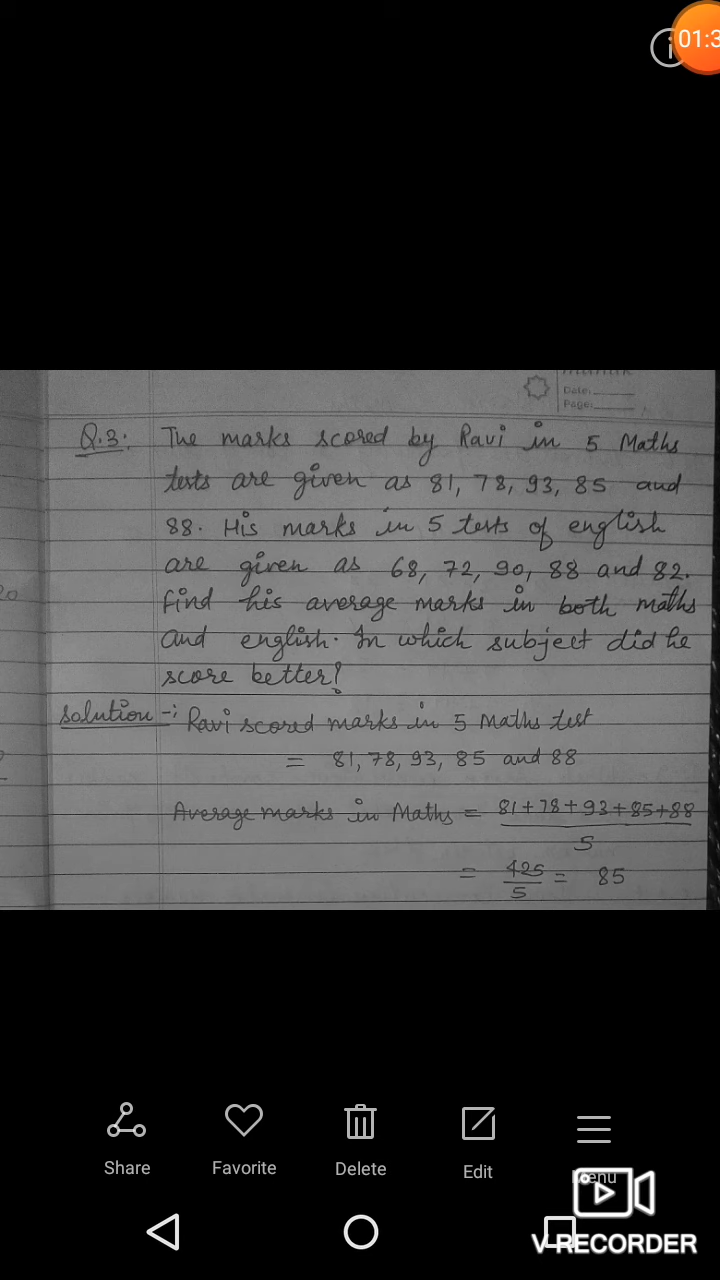 01:3
Date:
Page:
Q.3. The marks scored by Ravi in 5 Maths
tests are given as 81, 78, 93, 85 and
88. His marks in 5 tests of english
are given as 68, 72, 90, 88 and 82.
20
find his average marks in both maths
and english. In which subject did he
score better?
Solution -: Ravi scored marks in 5 Maths test
= 81, 78, 93, 85 and 88
Average marks in Maths = 81+78+93+85+88
5
= 425 = 85
5
Share Favorite Delete Edit Menu
V RECORDER